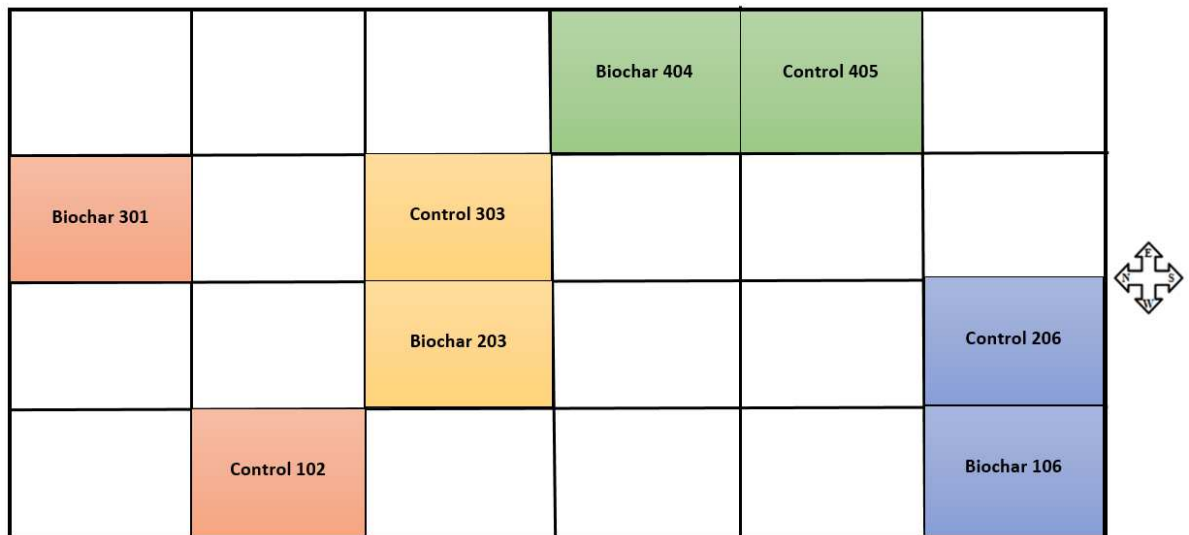 Biochar 404
Control 405
Biochar 301
Control 303
Biochar 203
Control 206
Control 102
Biochar 106
E
N
S
W